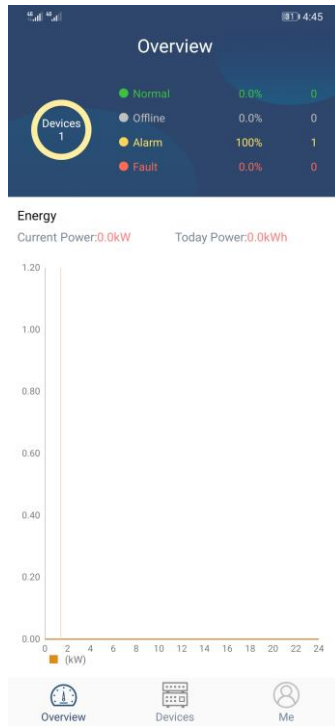 4:45
Overview
Devices
1
Normal 0.0% 0
Offline 0.0% 0
Alarm 100% 1
Fault 0.0% 0
Energy
Current Power:0.0kW Today Power:0.0kWh
1.20
1.00
0.80
0.60
0.40
0.20
0.00
0 2 4 6 8 10 12 14 16 18 20 22 24
(kW)
Overview Devices Me